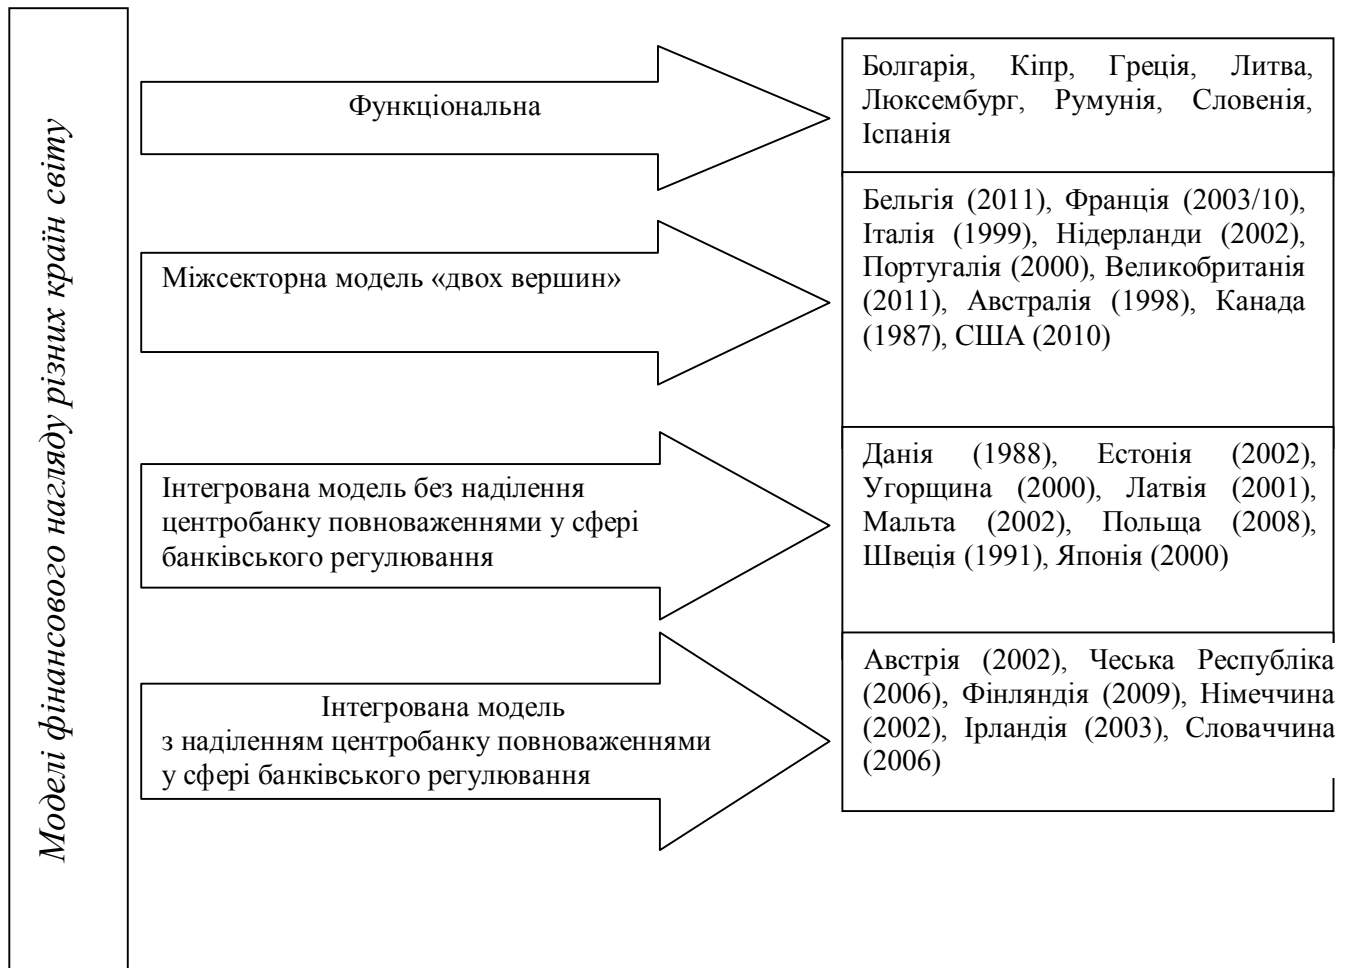 Моделі фінансового нагляду різних країн світу
Функціональна
Болгарія, Кіпр, Греція, Литва,
Люксембург, Румунія, Словенія,
Іспанія
Міжсекторна модель «двох вершин»
Бельгія (2011), Франція (2003/10),
Італія (1999), Нідерланди (2002),
Португалія (2000), Великобританія
(2011), Австралія (1998), Канада
(1987), США (2010)
Інтегрована модель без наділення
центробанку повноваженнями у сфері
банківського регулювання
Данія (1988), Естонія (2002),
Угорщина (2000), Латвія (2001),
Мальта (2002), Польща (2008),
Швеція (1991), Японія (2000)
Інтегрована модель
з наділенням центробанку повноваженнями
у сфері банківського регулювання
Австрія (2002), Чеська Республіка
(2006), Фінляндія (2009), Німеччина
(2002), Ірландія (2003), Словаччина
(2006)